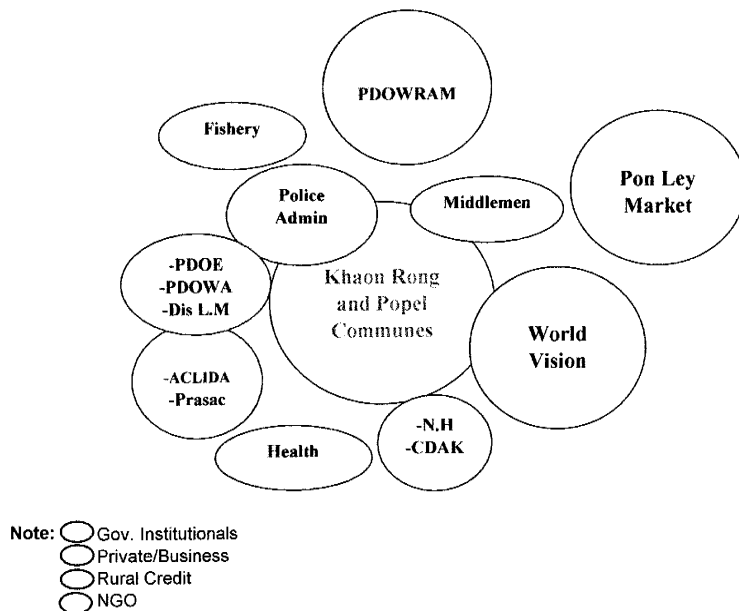 PDOWRAM
Fishery
Pon Ley
Market
Police
Admin
Middlemen
-PDOE
-PDOWA
-Dis L.M
Khaon Rong
and Popel
Communes
World
Vision
-ACLIDA
-Prasac
-N.H
-CDAK
Health
Note:
Gov. Institutionals
Private/Business
Rural Credit
NGO